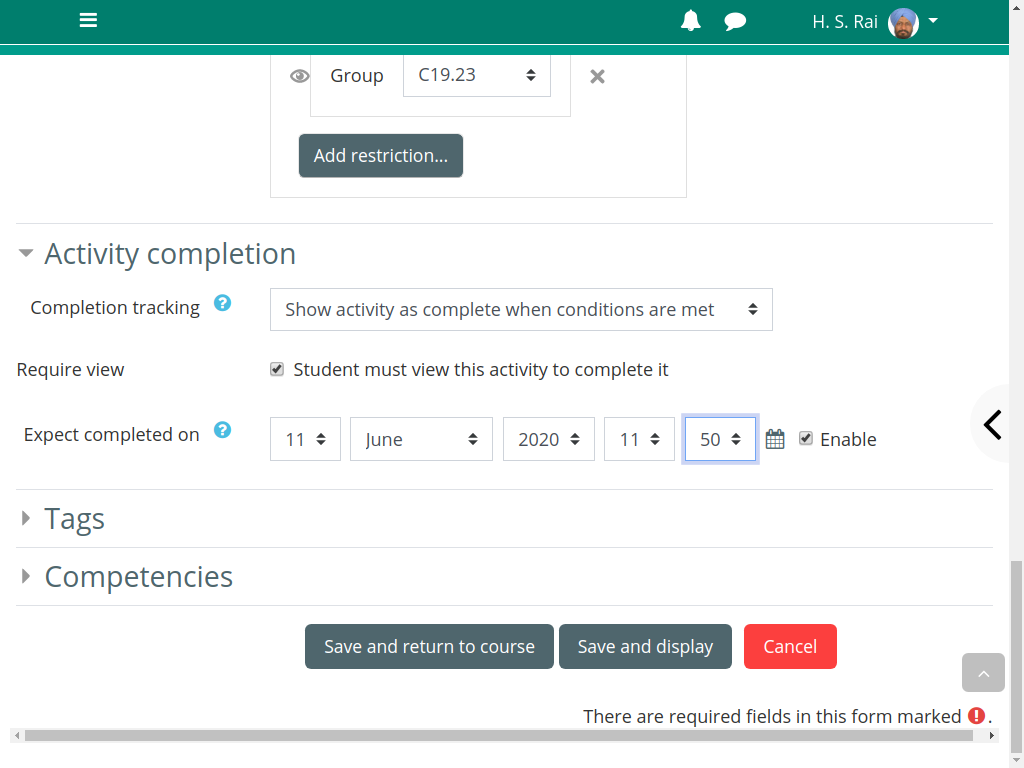 H. S. Rai
Group C19.23
Add restriction...
Activity completion
Completion tracking ? Show activity as complete when conditions are met
Require view Student must view this activity to complete it
Expect completed on ? 11 June 2020 11 50 Enable
Tags
Competencies
Save and return to course Save and display Cancel
There are required fields in this form marked ! .